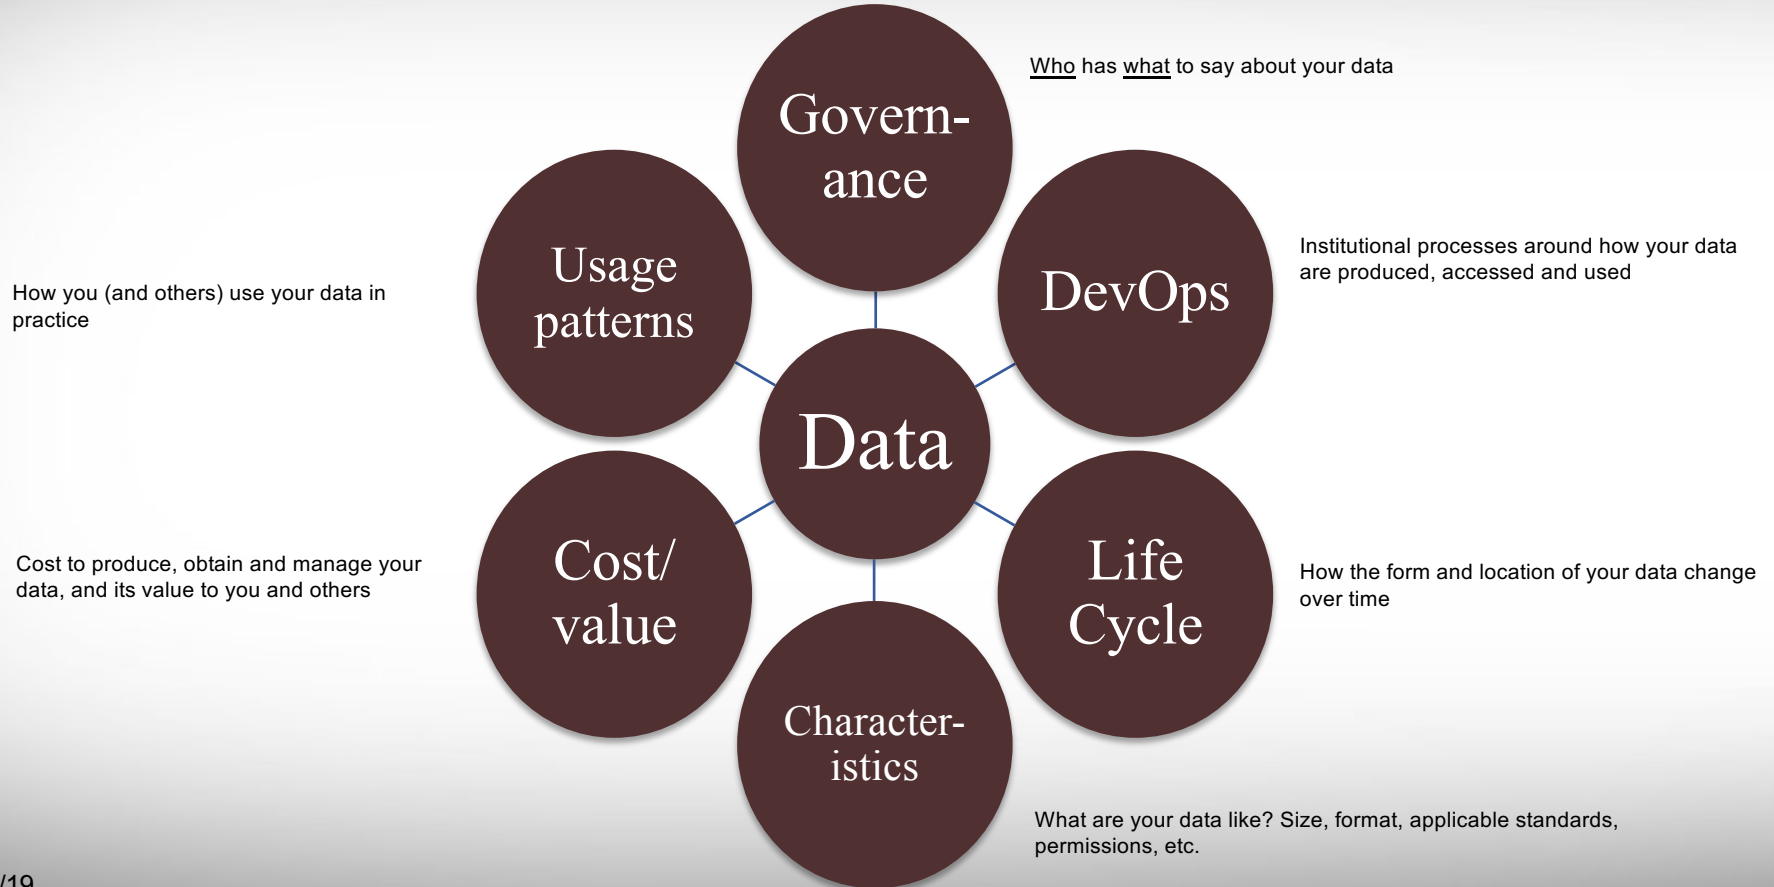 Govern-
ance
Who has what to say about your data
Usage
patterns
How you (and others) use your data in
practice
DevOps
Institutional processes around how your data
are produced, accessed and used
Data
Cost/
value
Cost to produce, obtain and manage your
data, and its value to you and others
Life
Cycle
How the form and location of your data change
over time
Character-
istics
What are your data like? Size, format, applicable standards,
permissions, etc.
/19